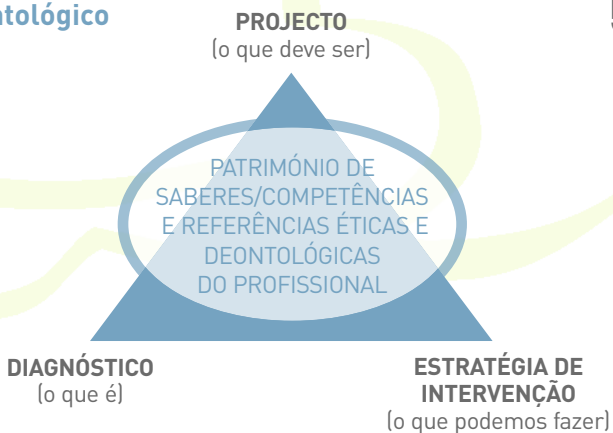 PROJECTO
(o que deve ser)
PATRIMÓNIO DE
SABERES/COMPETÊNCIAS
E REFERÊNCIAS ÉTICAS E
DEONTOLÓGICAS
DO PROFISSIONAL
DIAGNÓSTICO
(o que é)
ESTRATÉGIA DE
INTERVENÇÃO
(o que podemos fazer)